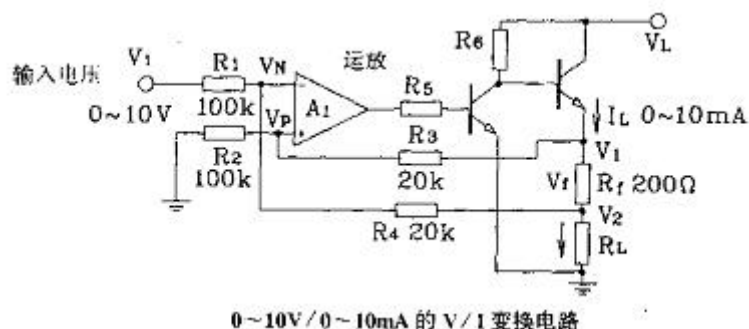 输入电压
V₁
0~10V
R₁
100k
V_N
运放
A₁
V_P
R₂
100k
R₅
R₆
V_L
I_L 0~10mA
V₁
R₃
20k
V_f
R_f 200Ω
V₂
R₄ 20k
R_L
0~10V/0~10mA 的 V/I 变换电路